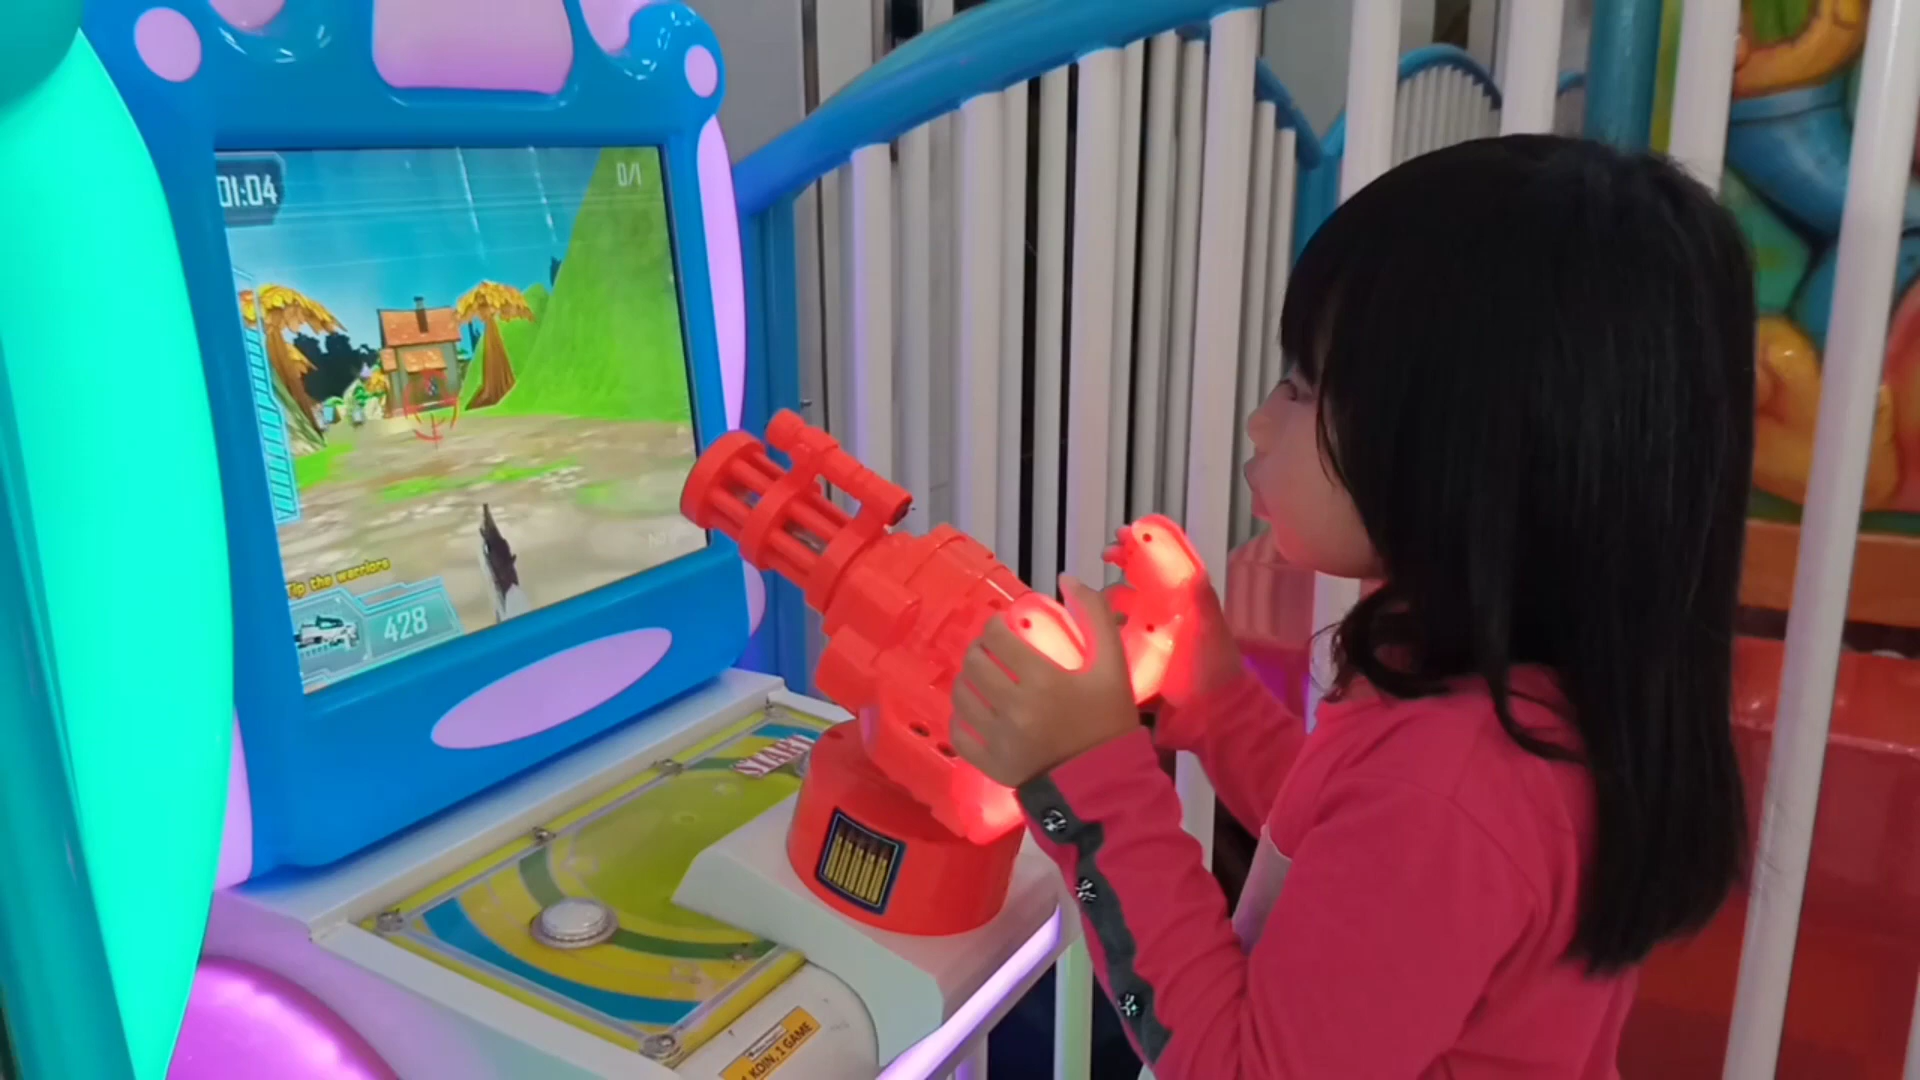 01:04
0/1
Tip the warriors
428
START
1 KOIN, 1 GAME